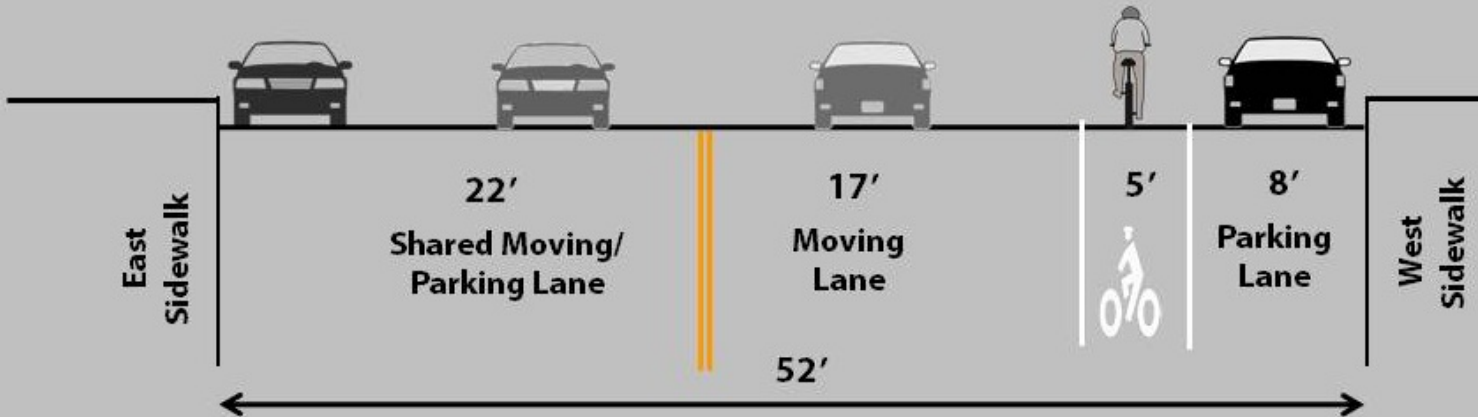 22’
17’
5’
8’
East
Sidewalk
Shared Moving/
Parking Lane
Moving
Lane
Parking
Lane
West
Sidewalk
52’